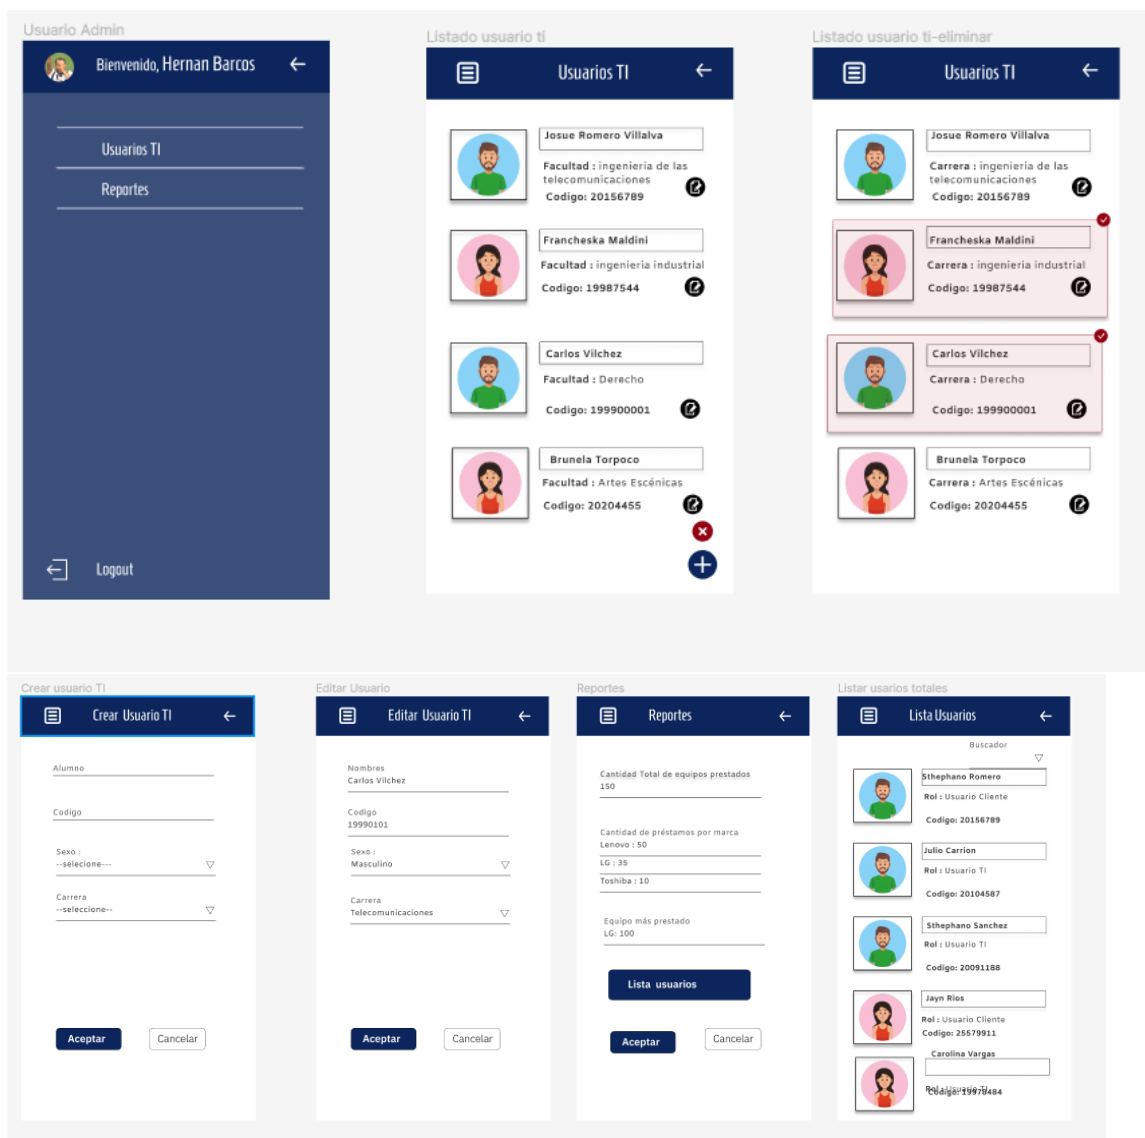 Usuario Admin
Bienvenido, Hernan Barcos
Usuarios TI
Reportes
Logout
Listado usuario ti
Usuarios TI
Josue Romero Villalva
Facultad : ingenieria de las
telecomunicaciones
Codigo: 20156789
Francheska Maldini
Facultad : ingenieria industrial
Codigo: 19987544
Carlos Vilchez
Facultad : Derecho
Codigo: 199900001
Brunela Torpoco
Facultad : Artes Escénicas
Codigo: 20204455
Listado usuario ti-eliminar
Usuarios TI
Josue Romero Villalva
Carrera : ingenieria de las
telecomunicaciones
Codigo: 20156789
Francheska Maldini
Carrera : ingenieria industrial
Codigo: 19987544
Carlos Vilchez
Carrera : Derecho
Codigo: 199900001
Brunela Torpoco
Carrera : Artes Escénicas
Codigo: 20204455
Crear usuario TI
Crear Usuario TI
Alumno
Codigo
Sexo :
--selecione---
Carrera
--seleccione--
Aceptar
Cancelar
Editar Usuario
Editar Usuario TI
Nombres
Carlos Vilchez
Codigo
19990101
Sexo :
Masculino
Carrera
Telecomunicaciones
Aceptar
Cancelar
Reportes
Reportes
Cantidad Total de equipos prestados
150
Cantidad de préstamos por marca
Lenovo : 50
LG : 35
Toshiba : 10
Equipo más prestado
LG: 100
Lista usuarios
Aceptar
Cancelar
Listar usarios totales
Lista Usuarios
Buscador
Sthephano Romero
Rol : Usuario Cliente
Codigo: 20156789
Julio Carrion
Rol : Usuario TI
Codigo: 20104587
Sthephano Sanchez
Rol : Usuario TI
Codigo: 20091188
Jayn Rios
Rol : Usuario Cliente
Codigo: 25579911
Carolina Vargas
Rol : Usuario TI
Codigo: 19978484